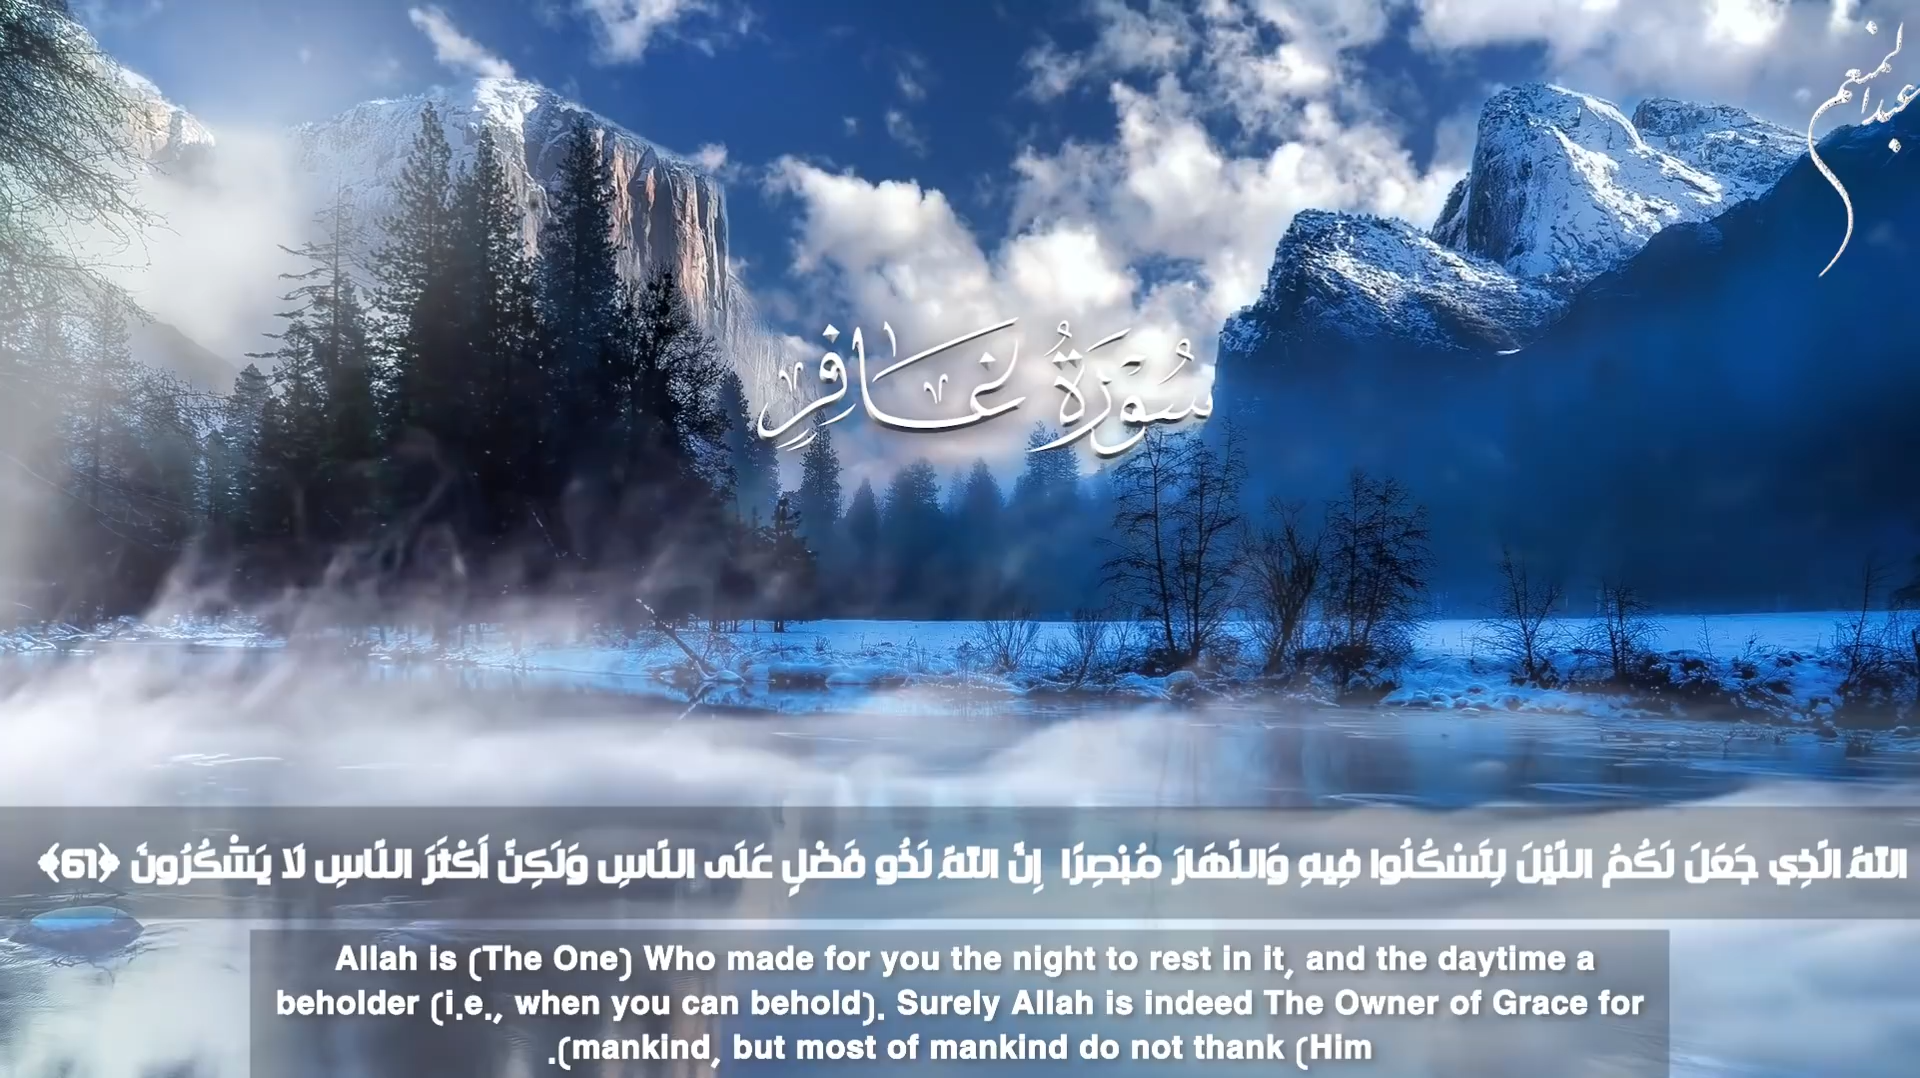 عبدالمنعم
سُورَةُ غَافِرٍ
اللَّهُ الَّذِي جَعَلَ لَكُمُ اللَّيْلَ لِتَسْكُنُوا فِيهِ وَالنَّهَارَ مُبْصِرًا إِنَّ اللَّهَ لَذُو فَضْلٍ عَلَى النَّاسِ وَلَكِنَّ أَكْثَرَ النَّاسِ لَا يَشْكُرُونَ ﴿61﴾
Allah is (The One) Who made for you the night to rest in it, and the daytime a
beholder (i.e., when you can behold). Surely Allah is indeed The Owner of Grace for
.(mankind, but most of mankind do not thank (Him